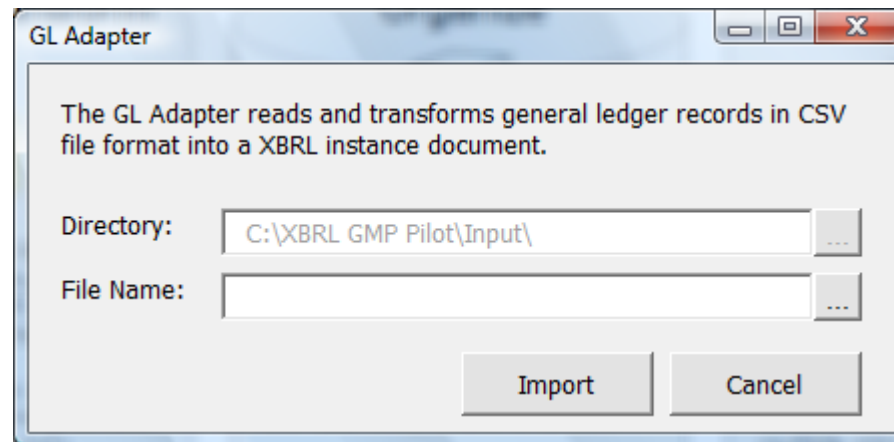 GL Adapter
The GL Adapter reads and transforms general ledger records in CSV
file format into a XBRL instance document.
Directory: C:\XBRL GMP Pilot\Input\ ...
File Name: ...
Import Cancel